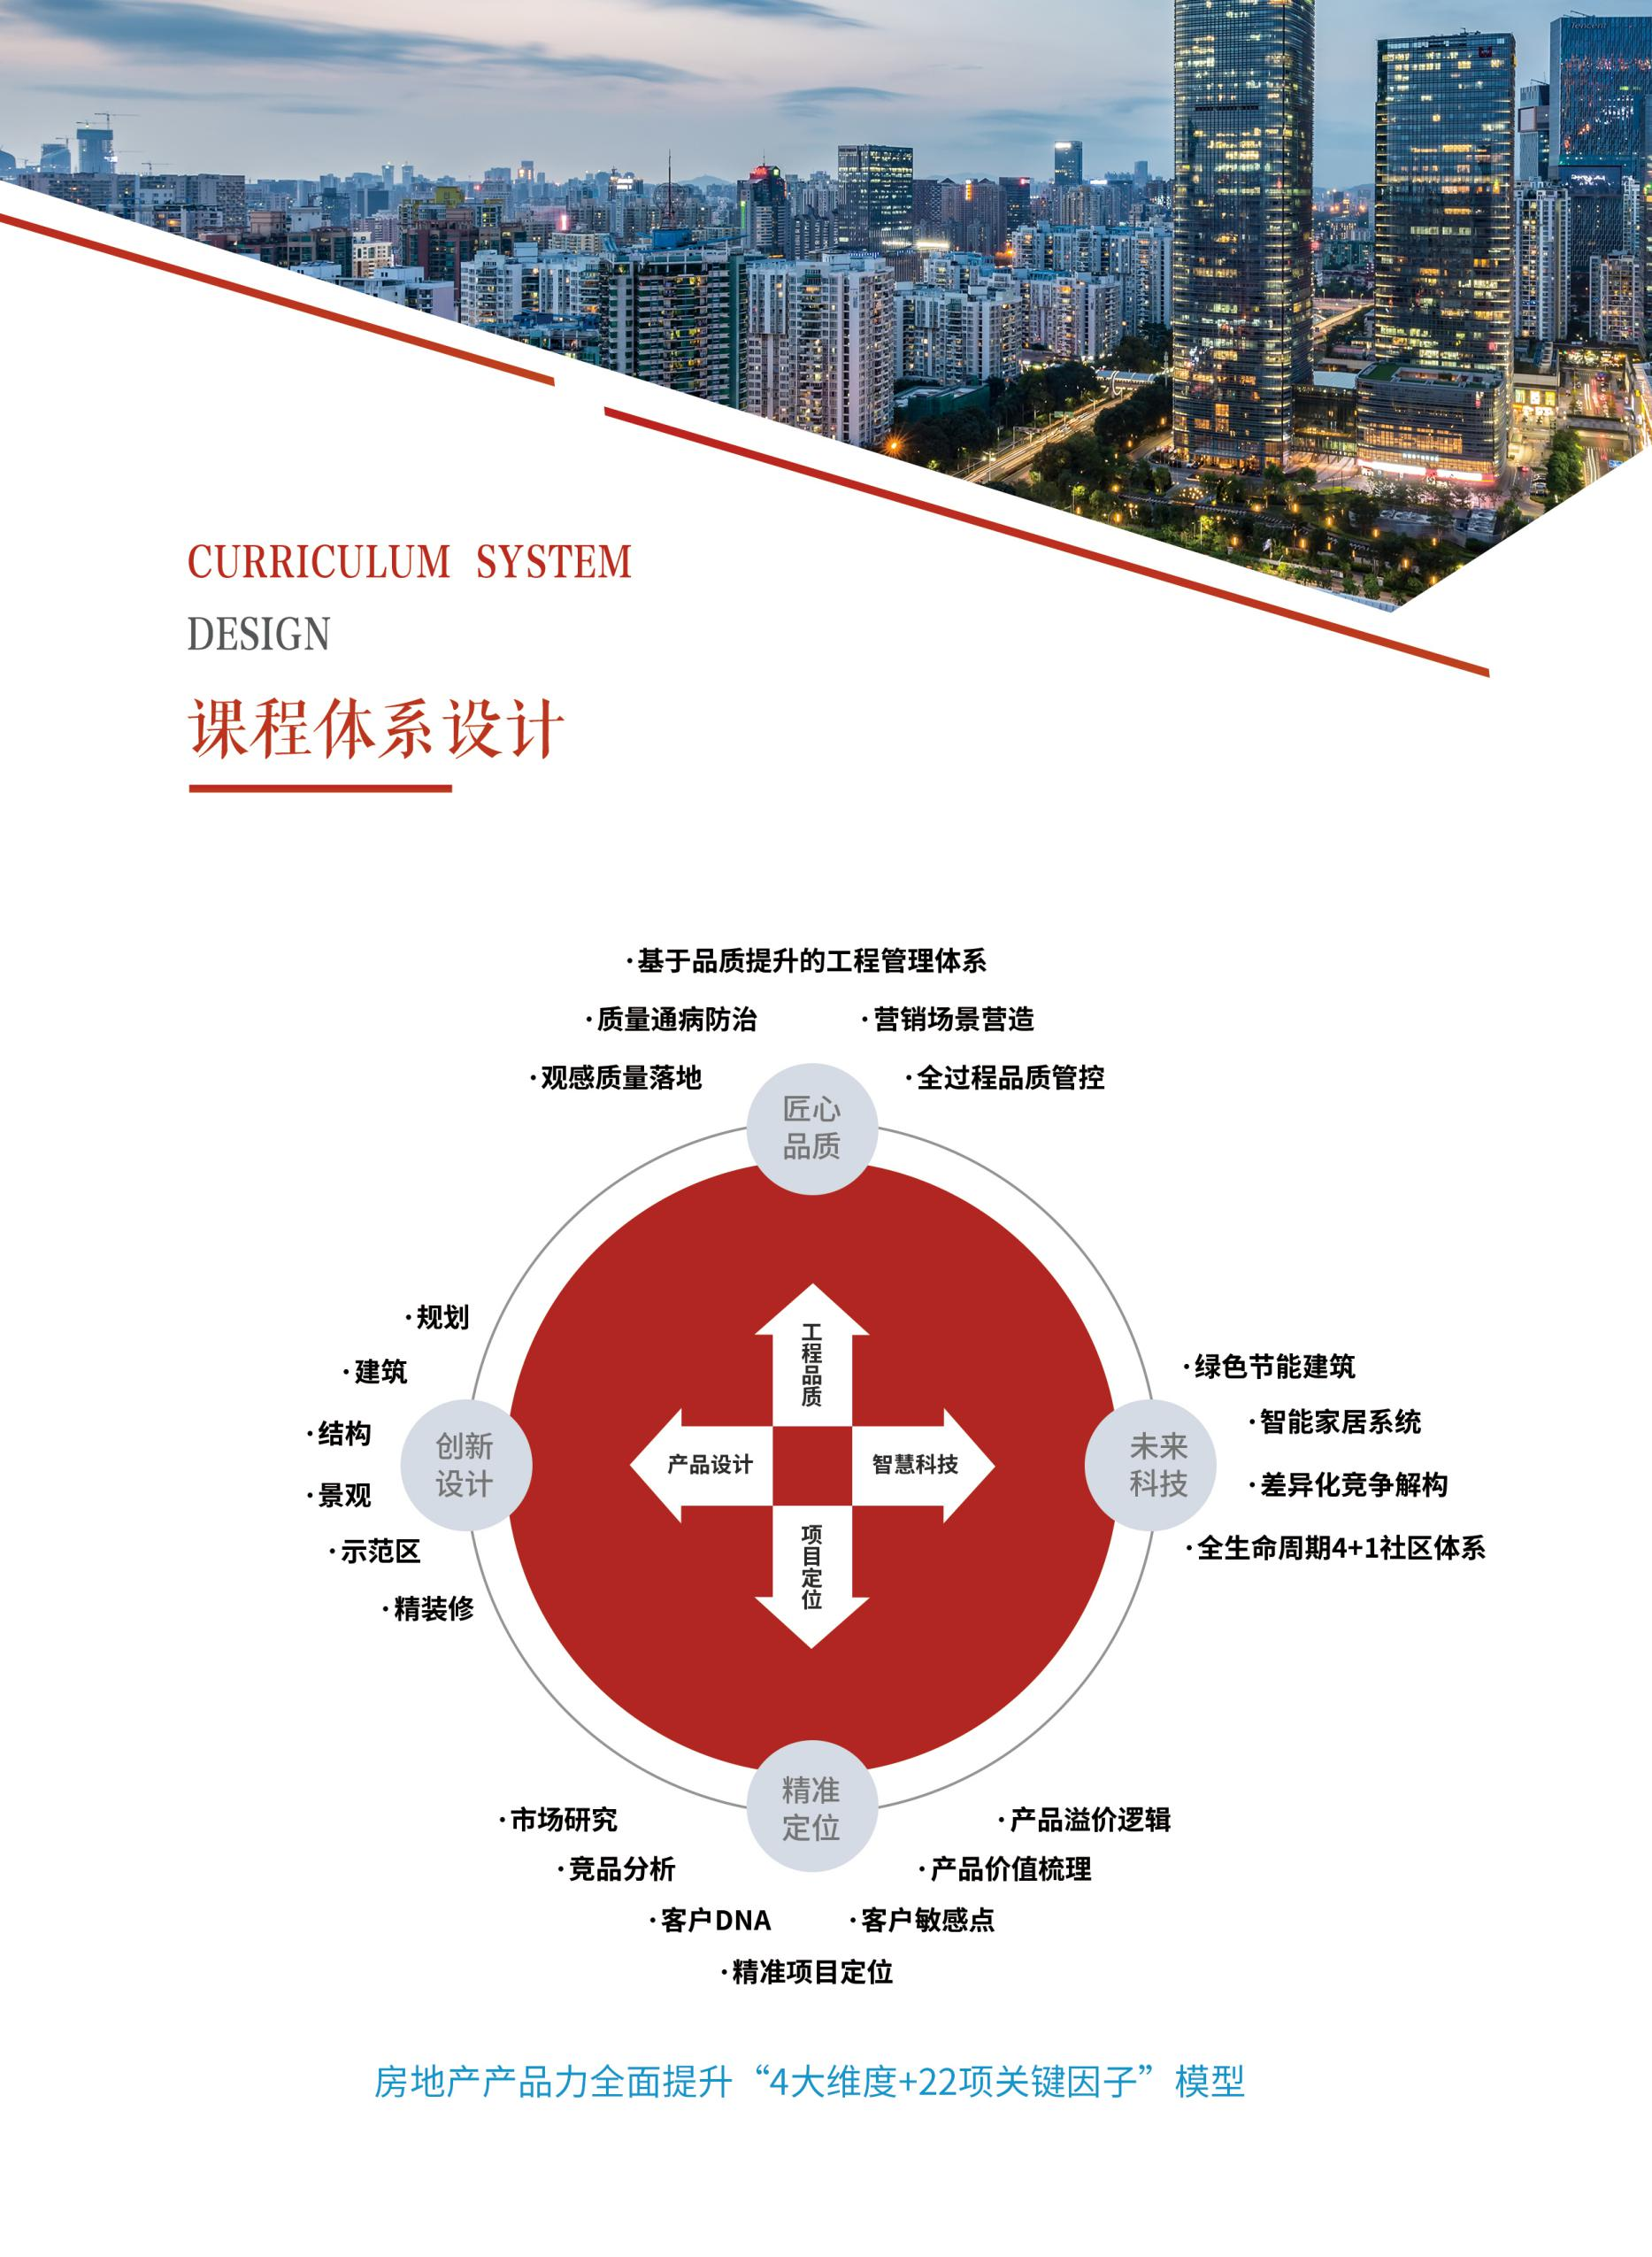 CURRICULUM SYSTEM
DESIGN
课程体系设计
·基于品质提升的工程管理体系
·质量通病防治
·营销场景营造
·观感质量落地
·全过程品质管控
匠心
品质
工程品质
·规划
·建筑
·结构
·景观
·示范区
·精装修
创新
设计
产品设计
智慧科技
未来
科技
·绿色节能建筑
·智能家居系统
·差异化竞争解构
·全生命周期4+1社区体系
项目定位
精准
定位
·市场研究
·产品溢价逻辑
·竞品分析
·产品价值梳理
·客户DNA
·客户敏感点
·精准项目定位
房地产产品力全面提升“4大维度+22项关键因子”模型